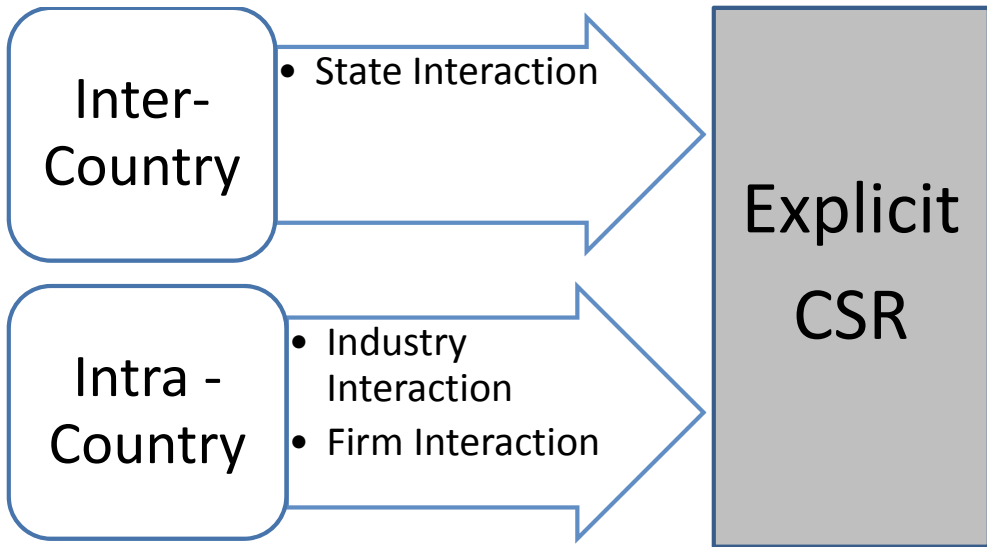 Inter-
Country
• State Interaction
Intra -
Country
• Industry
Interaction
• Firm Interaction
Explicit
CSR